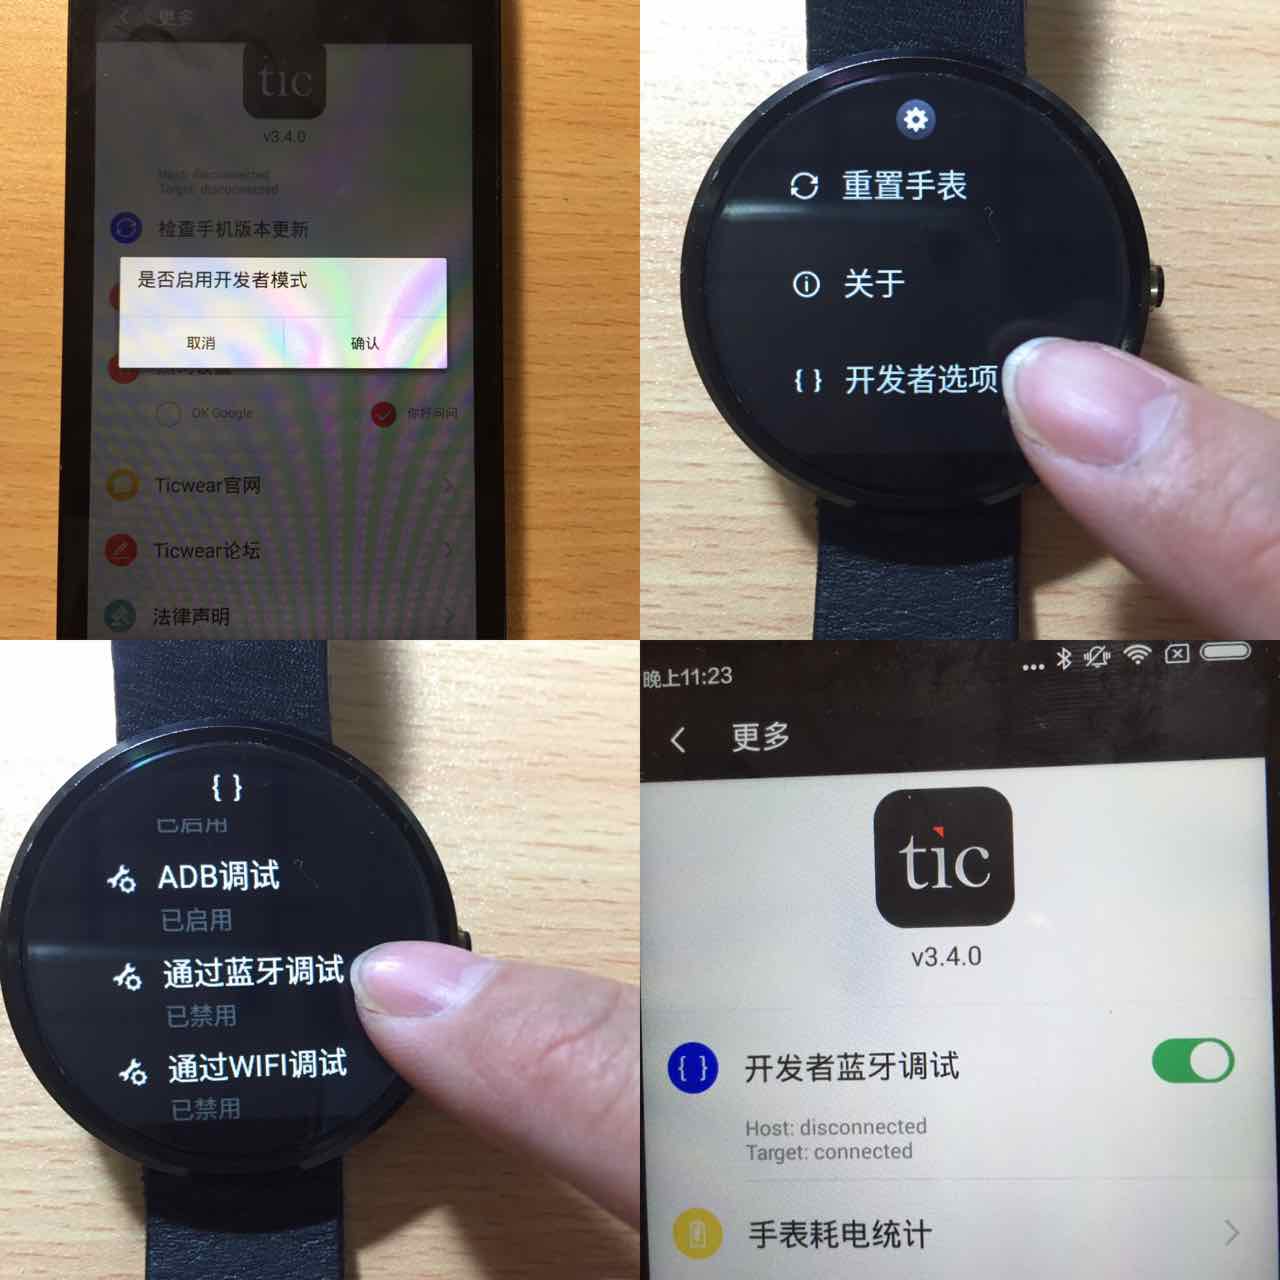 更多
tic
v3.4.0
Host: disconnected
Target: disconnected
检查手机版本更新
是否启用开发者模式
取消
确认
OK Google
你好问问
Ticwear官网
Ticwear论坛
法律声明
重置手表
关于
{ } 开发者选项
{ }
已启用
ADB调试
已启用
通过蓝牙调试
已禁用
通过WIFI调试
已禁用
晚上11:23
更多
tic
v3.4.0
{ } 开发者蓝牙调试
Host: disconnected
Target: connected
手表耗电统计